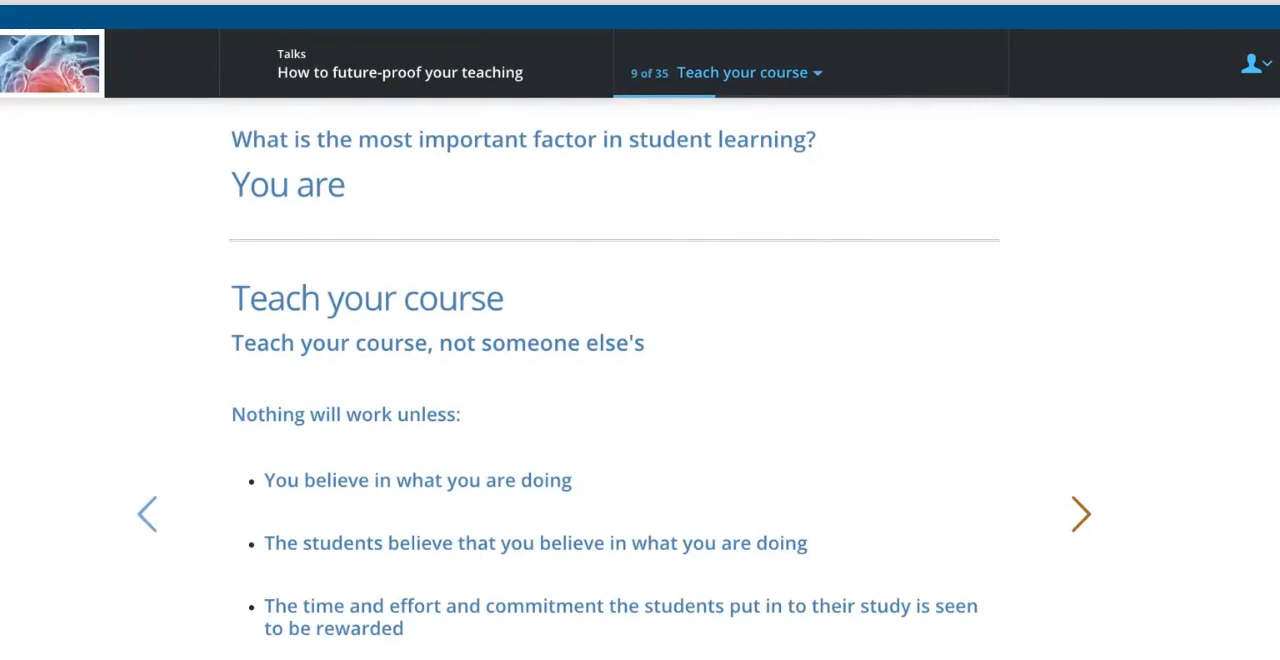 Talks
How to future-proof your teaching
9 of 35 Teach your course
What is the most important factor in student learning?
You are
Teach your course
Teach your course, not someone else's
Nothing will work unless:
You believe in what you are doing
The students believe that you believe in what you are doing
The time and effort and commitment the students put in to their study is seen
to be rewarded